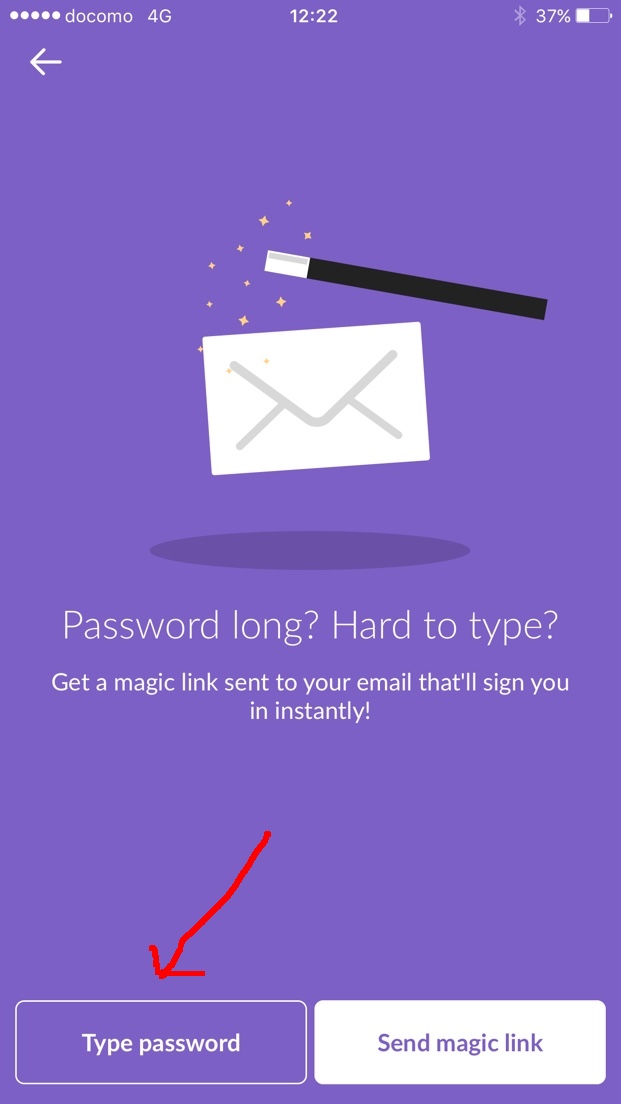 docomo 4G 12:22 37%
Password long? Hard to type?
Get a magic link sent to your email that'll sign you
in instantly!
Type password Send magic link